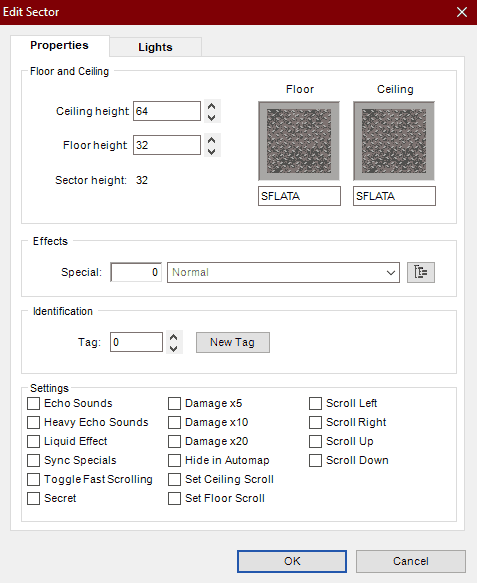 Edit Sector
Properties Lights
Floor and Ceiling
Floor Ceiling
Ceiling height: 64
Floor height: 32
Sector height: 32
SFLATA SFLATA
Effects
Special: 0 Normal
Identification
Tag: 0 New Tag
Settings
Echo Sounds Damage x5 Scroll Left
Heavy Echo Sounds Damage x10 Scroll Right
Liquid Effect Damage x20 Scroll Up
Sync Specials Hide in Automap Scroll Down
Toggle Fast Scrolling Set Ceiling Scroll
Secret Set Floor Scroll
OK Cancel